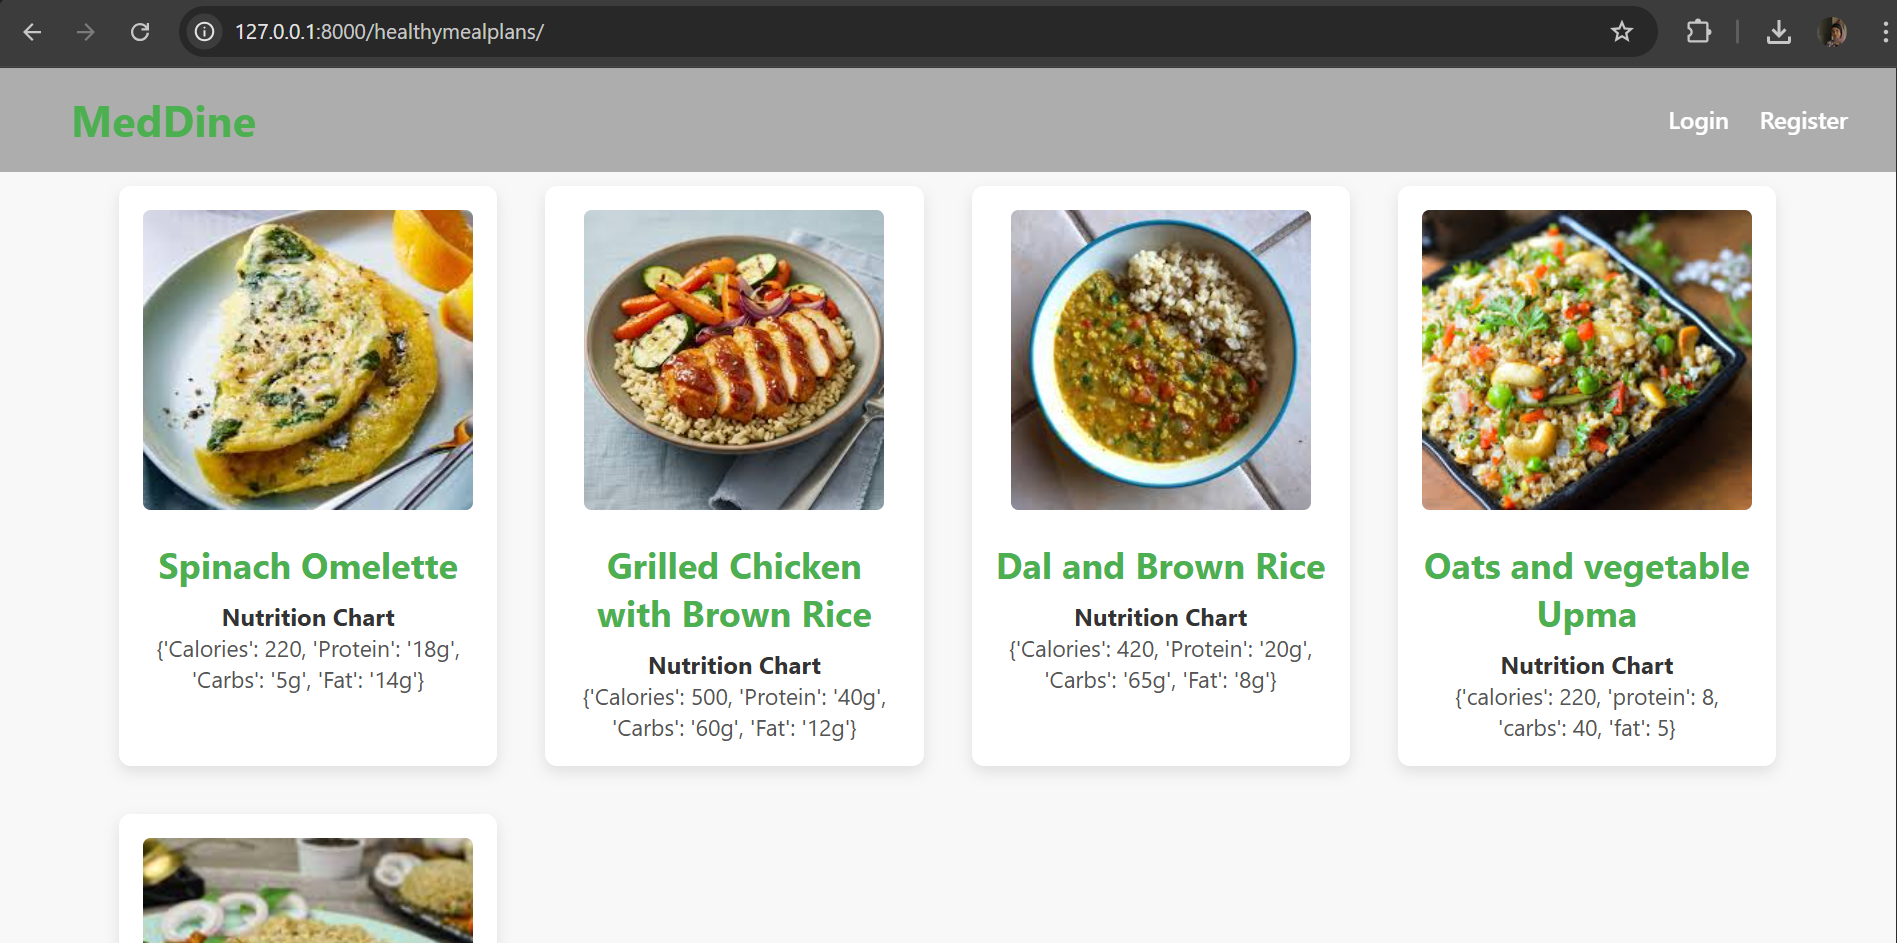 127.0.0.1:8000/healthymealplans/
MedDine
Login
Register
Spinach Omelette
Nutrition Chart
{'Calories': 220, 'Protein': '18g',
'Carbs': '5g', 'Fat': '14g'}
Grilled Chicken
with Brown Rice
Nutrition Chart
{'Calories': 500, 'Protein': '40g',
'Carbs': '60g', 'Fat': '12g'}
Dal and Brown Rice
Nutrition Chart
{'Calories': 420, 'Protein': '20g',
'Carbs': '65g', 'Fat': '8g'}
Oats and vegetable
Upma
Nutrition Chart
{'calories': 220, 'protein': 8,
'carbs': 40, 'fat': 5}